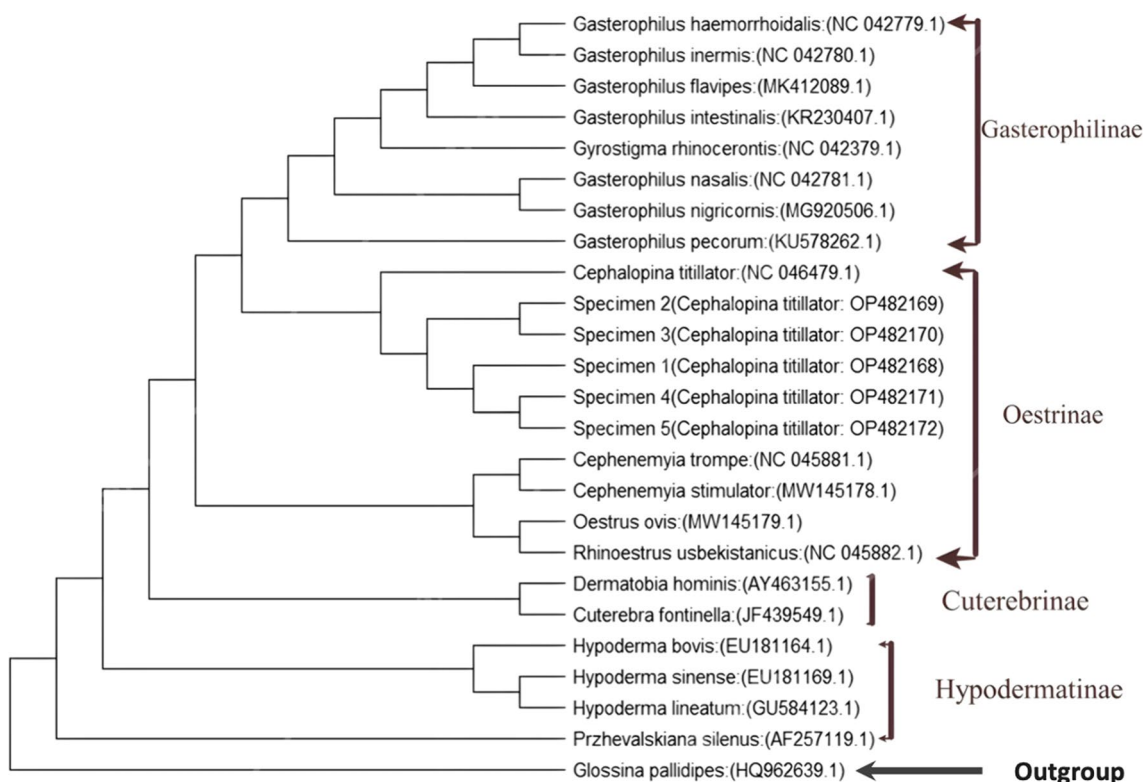 Gasterophilus haemorrhoidalis:(NC 042779.1)
Gasterophilus inermis:(NC 042780.1)
Gasterophilus flavipes:(MK412089.1)
Gasterophilus intestinalis:(KR230407.1)
Gasterophilinae
Gyrostigma rhinocerontis:(NC 042379.1)
Gasterophilus nasalis:(NC 042781.1)
Gasterophilus nigricornis:(MG920506.1)
Gasterophilus pecorum:(KU578262.1)
Cephalopina titillator:(NC 046479.1)
Specimen 2(Cephalopina titillator: OP482169)
Specimen 3(Cephalopina titillator: OP482170)
Specimen 1(Cephalopina titillator: OP482168)
Specimen 4(Cephalopina titillator: OP482171)
Oestrinae
Specimen 5(Cephalopina titillator: OP482172)
Cephenemyia trompe:(NC 045881.1)
Cephenemyia stimulator:(MW145178.1)
Oestrus ovis:(MW145179.1)
Rhinoestrus usbekistanicus:(NC 045882.1)
Dermatobia hominis:(AY463155.1)
Cuterebrinae
Cuterebra fontinella:(JF439549.1)
Hypoderma bovis:(EU181164.1)
Hypoderma sinense:(EU181169.1)
Hypodermatinae
Hypoderma lineatum:(GU584123.1)
Przhevalskiana silenus:(AF257119.1)
Glossina pallidipes:(HQ962639.1)
Outgroup